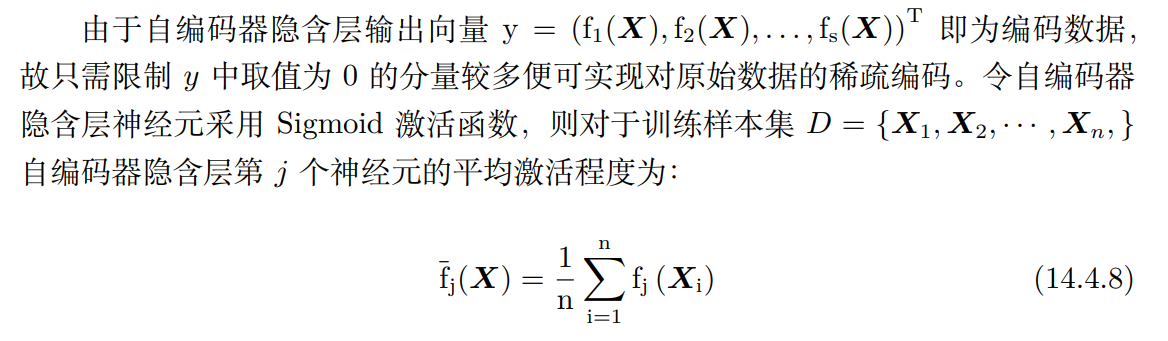 由于自编码器隐含层输出向量 y = (f₁(X), f₂(X), . . . , fₛ(X))ᵀ 即为编码数据,
故只需限制 y 中取值为 0 的分量较多便可实现对原始数据的稀疏编码。令自编码器
隐含层神经元采用 Sigmoid 激活函数，则对于训练样本集 D = {X₁, X₂, · · · , Xₙ, }
自编码器隐含层第 j 个神经元的平均激活程度为：
f̄ⱼ(X) = \frac{1}{n} \sum_{i=1}^{n} fⱼ (Xᵢ) (14.4.8)